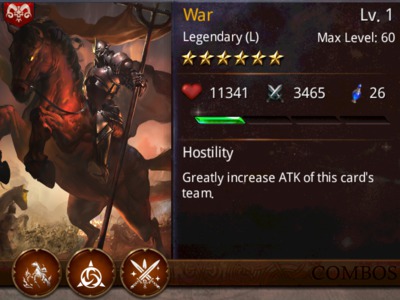 War
Lv. 1
Legendary (L)
Max Level: 60
11341
3465
26
Hostility
Greatly increase ATK of this card's
team.
COMBOS